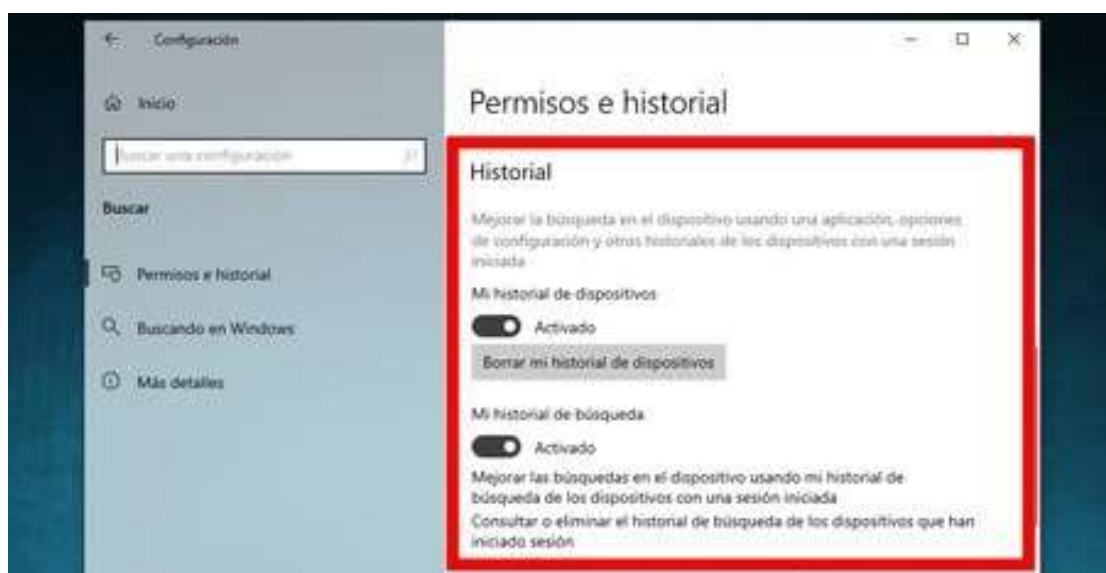 Configuración
Inicio
Buscar una configuración
Buscar
Permisos e historial
Buscando en Windows
Más detalles
Permisos e historial
Historial
Mejorar la búsqueda en el dispositivo usando una aplicación, opciones
de configuración y otros historiales de los dispositivos con una sesión
iniciada
Mi historial de dispositivos
Activado
Borrar mi historial de dispositivos
Mi historial de búsqueda
Activado
Mejorar las búsquedas en el dispositivo usando mi historial de
búsqueda de los dispositivos con una sesión iniciada
Consultar o eliminar el historial de búsqueda de los dispositivos que han
iniciado sesión